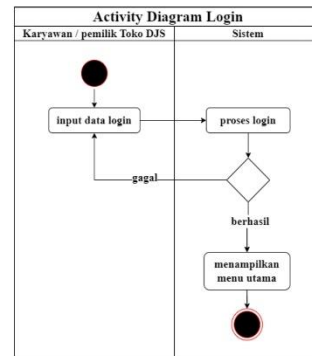 Activity Diagram Login
Karyawan / pemilik Toko DJS
Sistem
input data login
proses login
gagal
berhasil
menampilkan
menu utama